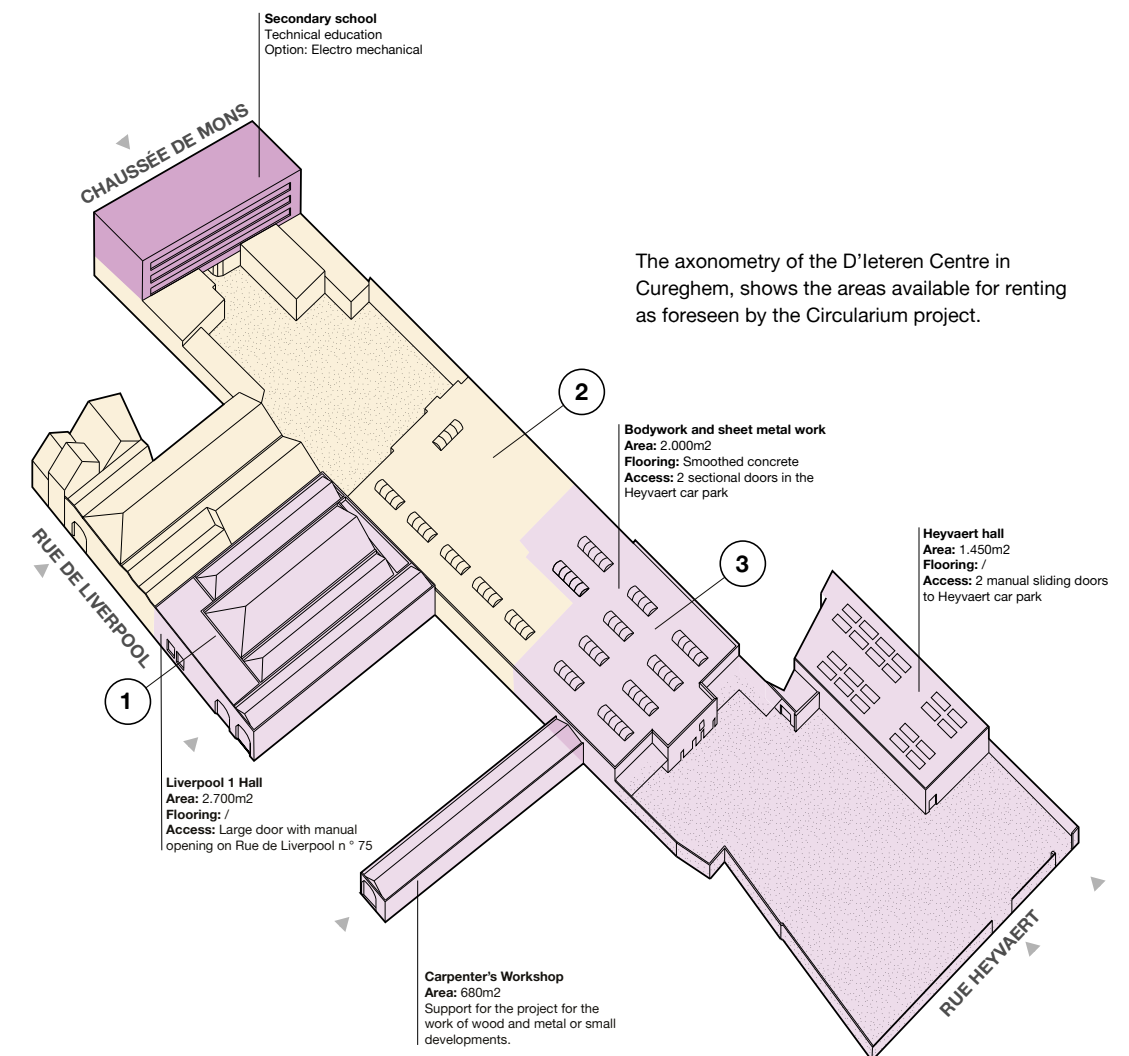 Secondary school
Technical education
Option: Electro mechanical
CHAUSSÉE DE MONS
The axonometry of the D'Ieteren Centre in
Cureghem, shows the areas available for renting
as foreseen by the Circularium project.
2
Bodywork and sheet metal work
Area: 2.000m2
Flooring: Smoothed concrete
Access: 2 sectional doors in the
Heyvaert car park
Heyvaert hall
Area: 1.450m2
Flooring: /
Access: 2 manual sliding doors
to Heyvaert car park
3
RUE DE LIVERPOOL
1
Liverpool 1 Hall
Area: 2.700m2
Flooring: /
Access: Large door with manual
opening on Rue de Liverpool n ° 75
Carpenter's Workshop
Area: 680m2
Support for the project for the
work of wood and metal or small
developments.
RUE HEYVAERT